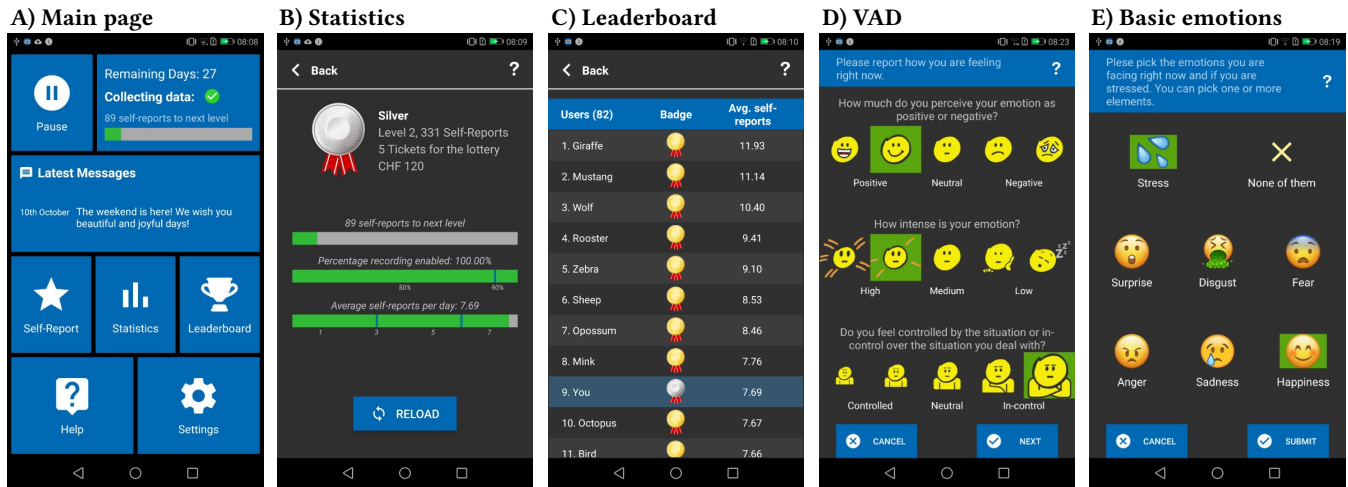 A) Main page
08:08
Pause
Remaining Days: 27
Collecting data:
89 self-reports to next level
Latest Messages
10th October The weekend is here! We wish you
beautiful and joyful days!
Self-Report
Statistics
Leaderboard
Help
Settings
B) Statistics
08:09
Back
?
Silver
Level 2, 331 Self-Reports
5 Tickets for the lottery
CHF 120
89 self-reports to next level
Percentage recording enabled: 100.00%
50% 90%
Average self-reports per day: 7.69
1 3 5 7
RELOAD
C) Leaderboard
08:10
Back
?
Users (82) Badge Avg. self-
reports
1. Giraffe 11.93
2. Mustang 11.14
3. Wolf 10.40
4. Rooster 9.41
5. Zebra 9.10
6. Sheep 8.53
7. Opossum 8.46
8. Mink 7.76
9. You 7.69
10. Octopus 7.67
11. Bird 7.66
D) VAD
08:23
Please report how you are feeling
right now.
?
How much do you perceive your emotion as
positive or negative?
Positive Neutral Negative
How intense is your emotion?
zzz
High Medium Low
Do you feel controlled by the situation or in-
control over the situation you deal with?
Controlled Neutral In-control
CANCEL NEXT
E) Basic emotions
08:19
Plese pick the emotions you are
facing right now and if you are
stressed. You can pick one or more
elements.
?
Stress None of them
Surprise Disgust Fear
Anger Sadness Happiness
CANCEL SUBMIT